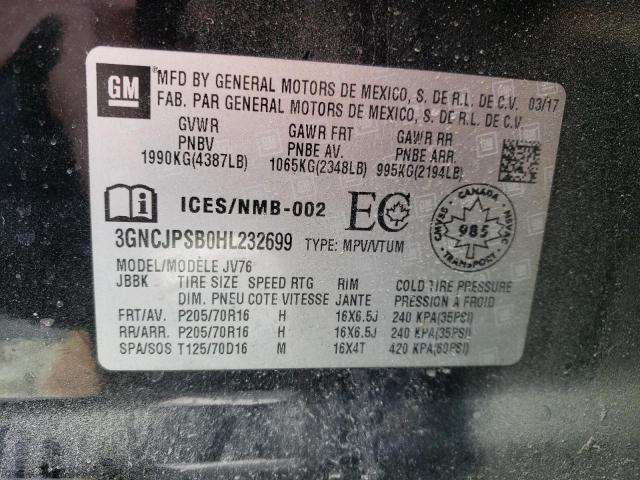 GM
MFD BY GENERAL MOTORS DE MEXICO, S. DE R.L. DE C.V. 03/17
FAB. PAR GENERAL MOTORS DE MEXICO, S. DE R.L. DE C.V.
GVWR GAWR FRT GAWR RR
PNBV PNBE AV. PNBE ARR.
1990KG(4387LB) 1065KG(2348LB) 995KG(2194LB)
ICES/NMB-002 EC
CANADA
CMVSS 985 NSVAC
TRANSPORT
3GNCJPSB0HL232699 TYPE: MPV/VTUM
MODEL/MODÈLE JV76
JBBK TIRE SIZE SPEED RTG RIM COLD TIRE PRESSURE
DIM. PNEU COTE VITESSE JANTE PRESSION A FROID
FRT/AV. P205/70R16 H 16X6.5J 240 KPA(35PSI)
RR/ARR. P205/70R16 H 16X6.5J 240 KPA(35PSI)
SPA/SOS T125/70D16 M 16X4T 420 KPA(60PSI)